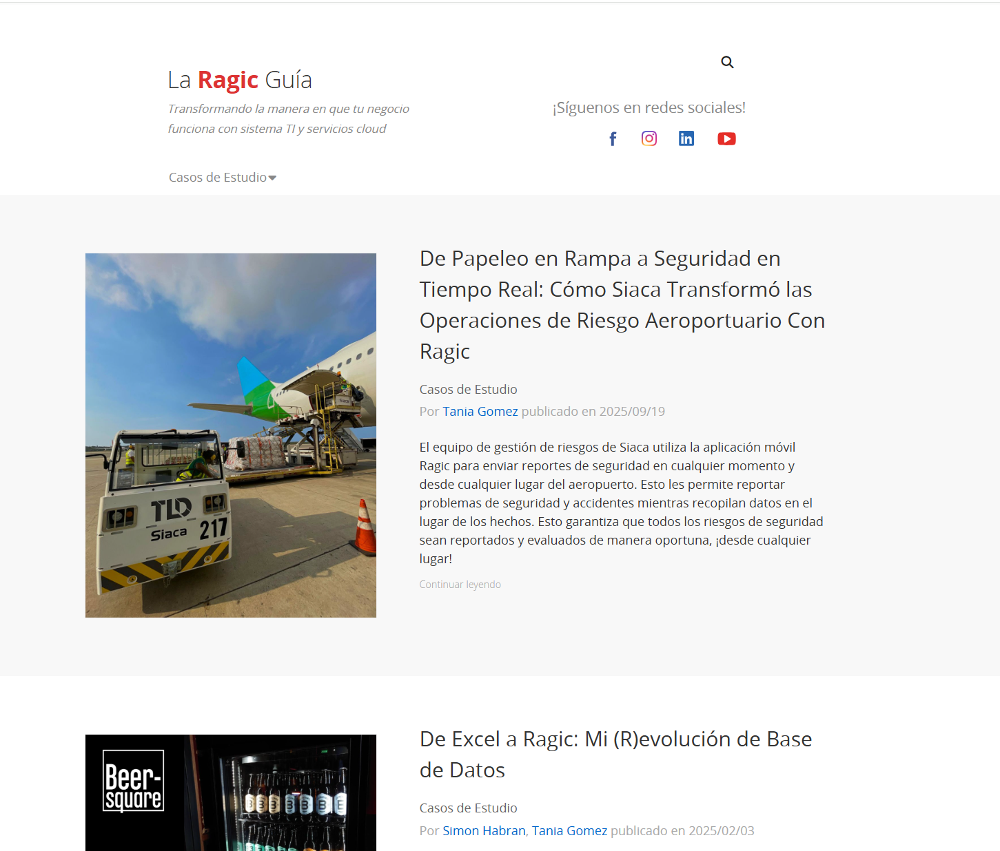 La Ragic Guía
Transformando la manera en que tu negocio
funciona con sistema TI y servicios cloud
¡Síguenos en redes sociales!
Casos de Estudio
De Papeleo en Rampa a Seguridad en
Tiempo Real: Cómo Siaca Transformó las
Operaciones de Riesgo Aeroportuario Con
Ragic
Casos de Estudio
Por Tania Gomez publicado en 2025/09/19
El equipo de gestión de riesgos de Siaca utiliza la aplicación móvil
Ragic para enviar reportes de seguridad en cualquier momento y
desde cualquier lugar del aeropuerto. Esto les permite reportar
problemas de seguridad y accidentes mientras recopilan datos en el
lugar de los hechos. Esto garantiza que todos los riesgos de seguridad
sean reportados y evaluados de manera oportuna, ¡desde cualquier
lugar!
Continuar leyendo
Siaca
TLD
Siaca 217
De Excel a Ragic: Mi (R)evolución de Base
de Datos
Casos de Estudio
Por Simon Habran, Tania Gomez publicado en 2025/02/03
Beer-
square
B B B B B B B